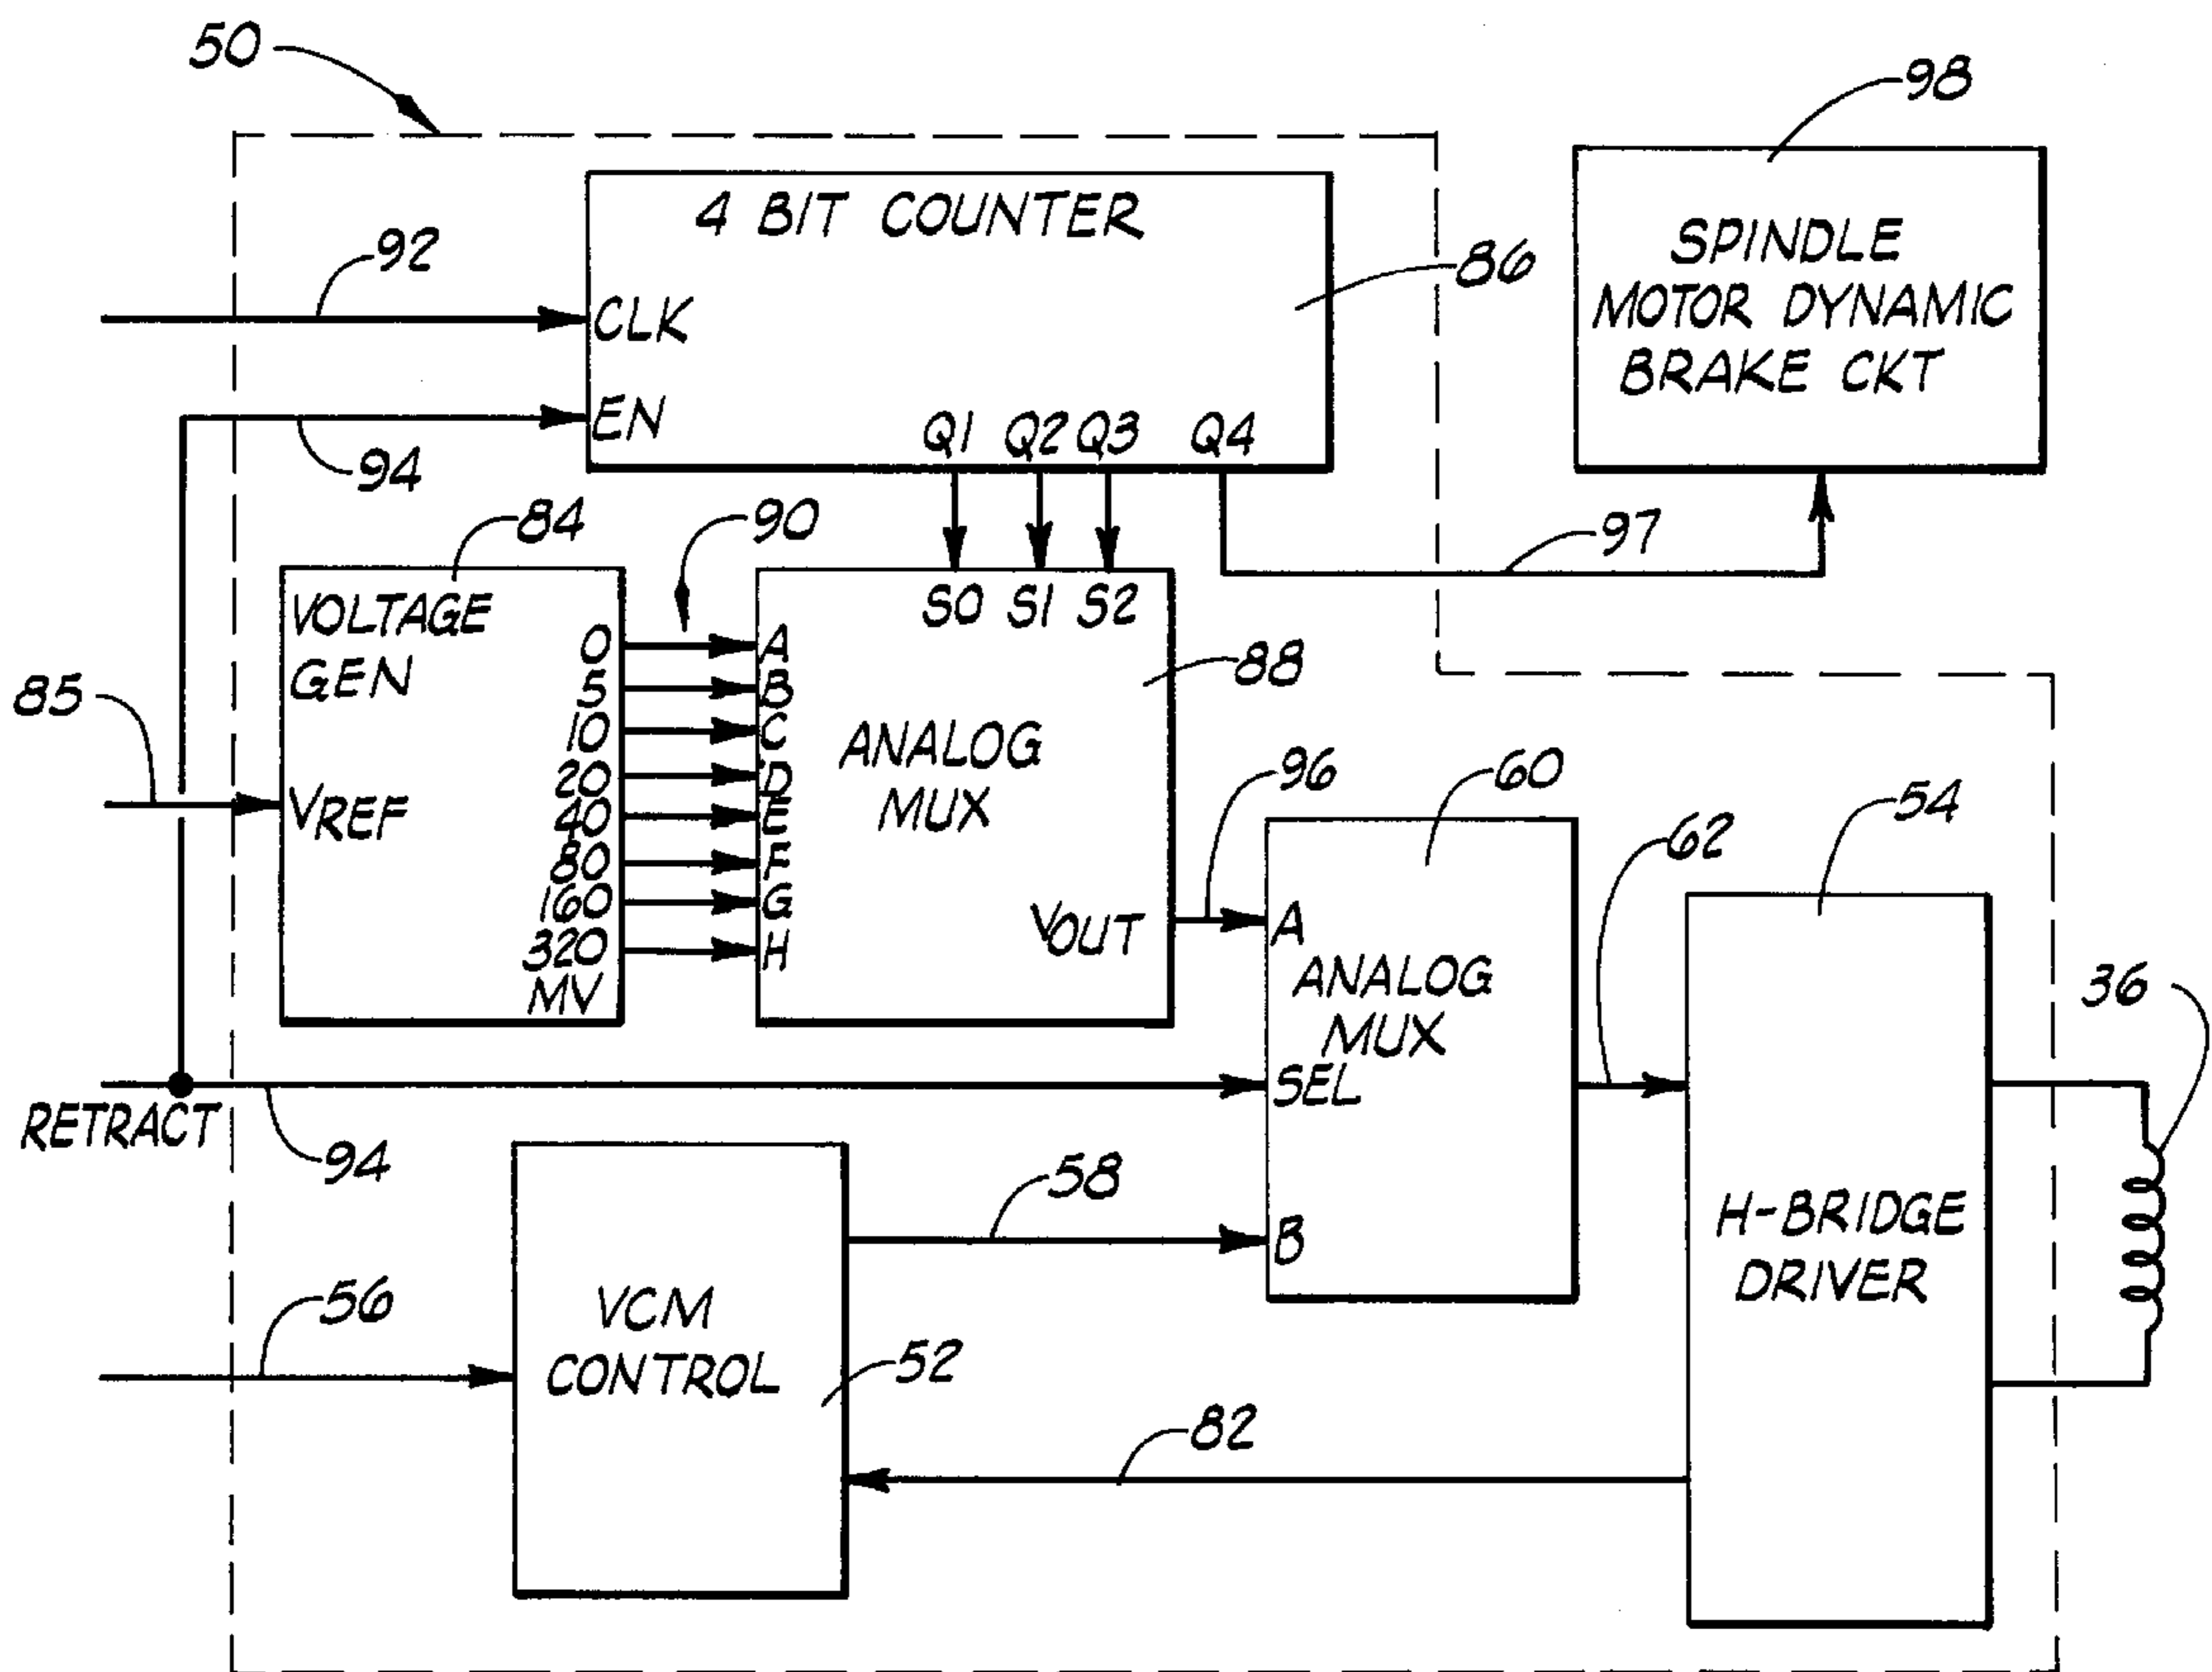 50
98
4 BIT COUNTER
SPINDLE
MOTOR DYNAMIC
BRAKE CKT
92
86
CLK
EN
94
Q1 Q2 Q3 Q4
84
90
97
VOLTAGE
GEN
S0 S1 S2
0
5
10
20
40
80
160
320
MV
A
B
C
D
E
F
G
H
88
85
VREF
ANALOG
MUX
VOUT
96
60
62
54
A
ANALOG
MUX
SEL
B
36
RETRACT
94
58
H-BRIDGE
DRIVER
56
VCM
CONTROL
52
82